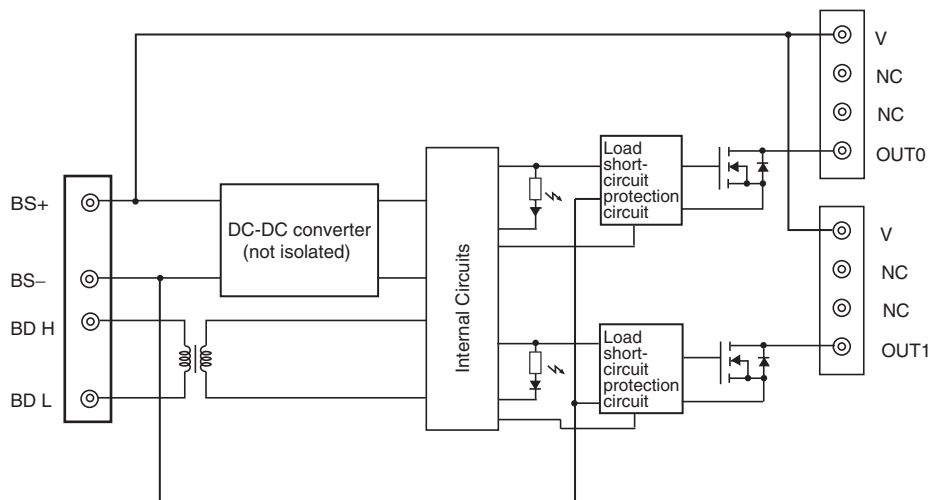 BS+
BS−
BD H
BD L
DC-DC converter
(not isolated)
Internal Circuits
Load
short-
circuit
protection
circuit
Load
short-
circuit
protection
circuit
V
NC
NC
OUT0
V
NC
NC
OUT1